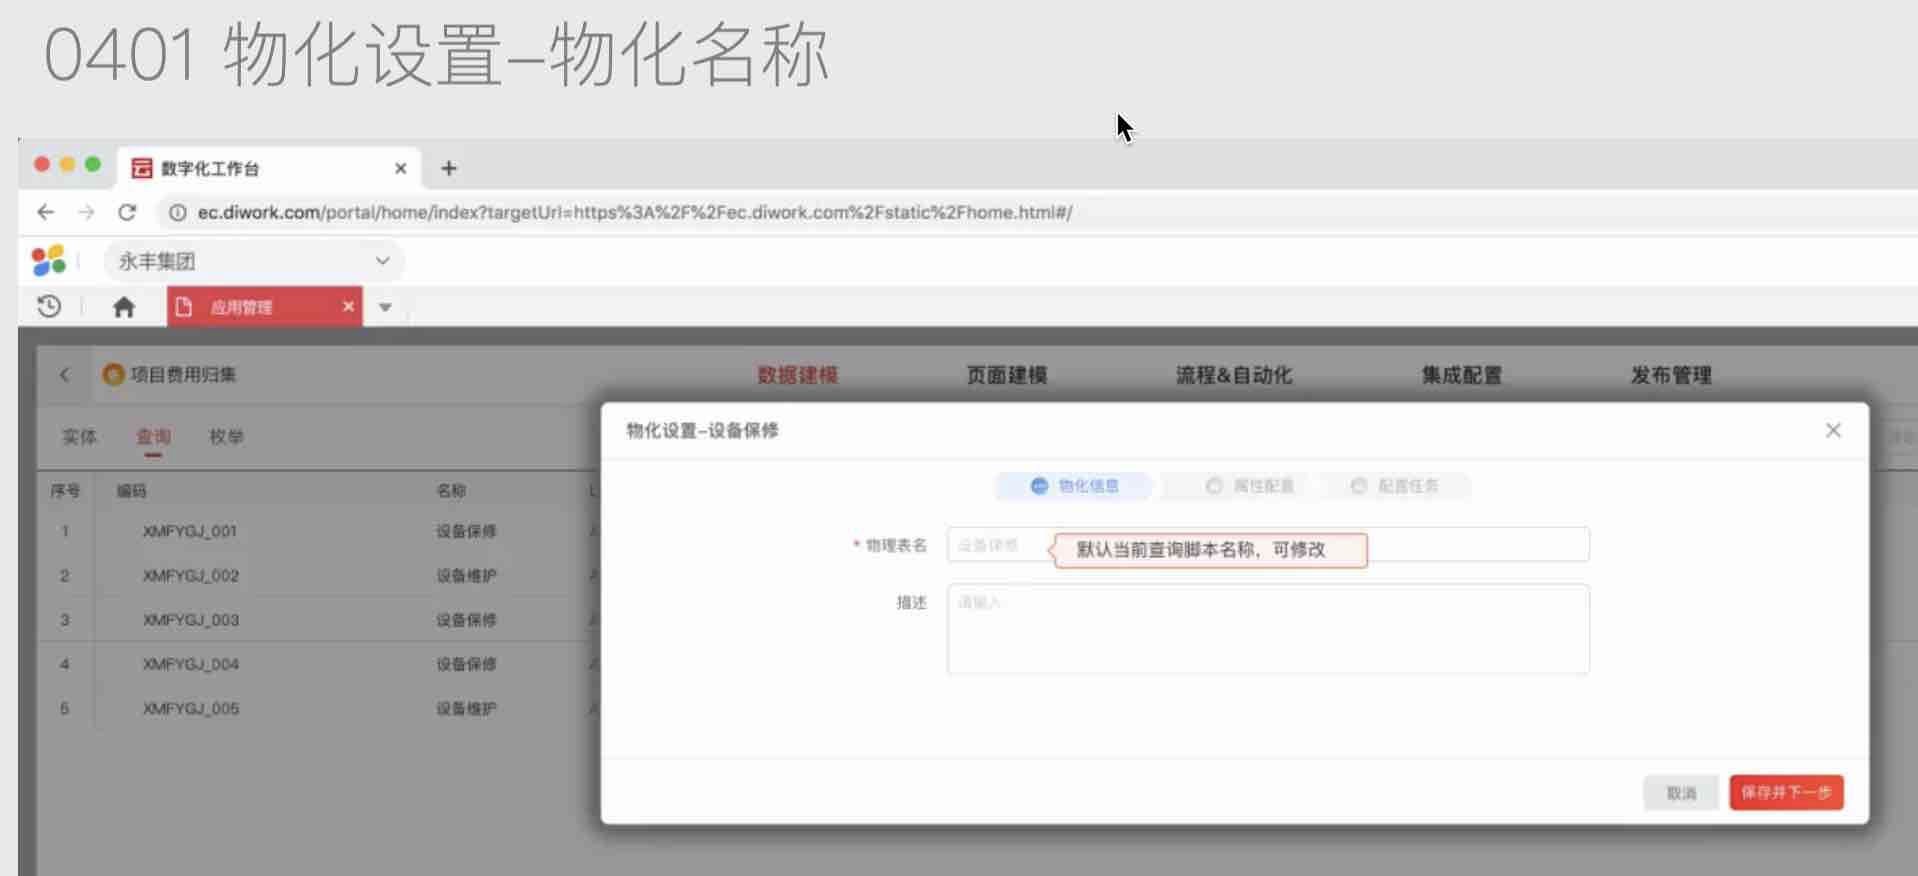 0401 物化设置–物化名称
数字化工作台
ec.diwork.com/portal/home/index?targetUrl=https%3A%2F%2Fec.diwork.com%2Fstatic%2Fhome.html#/
永丰集团
应用管理
项目费用归集 数据建模 页面建模 流程&自动化 集成配置 发布管理
实体 查询 枚举
序号 编码 名称
1 XMFYGJ_001 设备保修
2 XMFYGJ_002 设备维护
3 XMFYGJ_003 设备保修
4 XMFYGJ_004 设备保修
5 XMFYGJ_005 设备维护
物化设置–设备保修
物化信息 属性配置 配置任务
* 物理表名 设备保修 默认当前查询脚本名称，可修改
描述 请输入
取消 保存并下一步